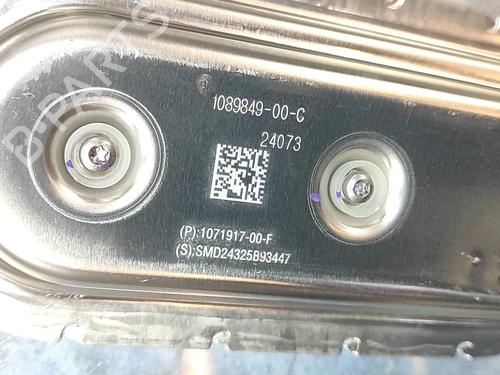 B-PARTS
1089849-00-C
24073
(P):1071917-00-F
(S):SMD24325B93447